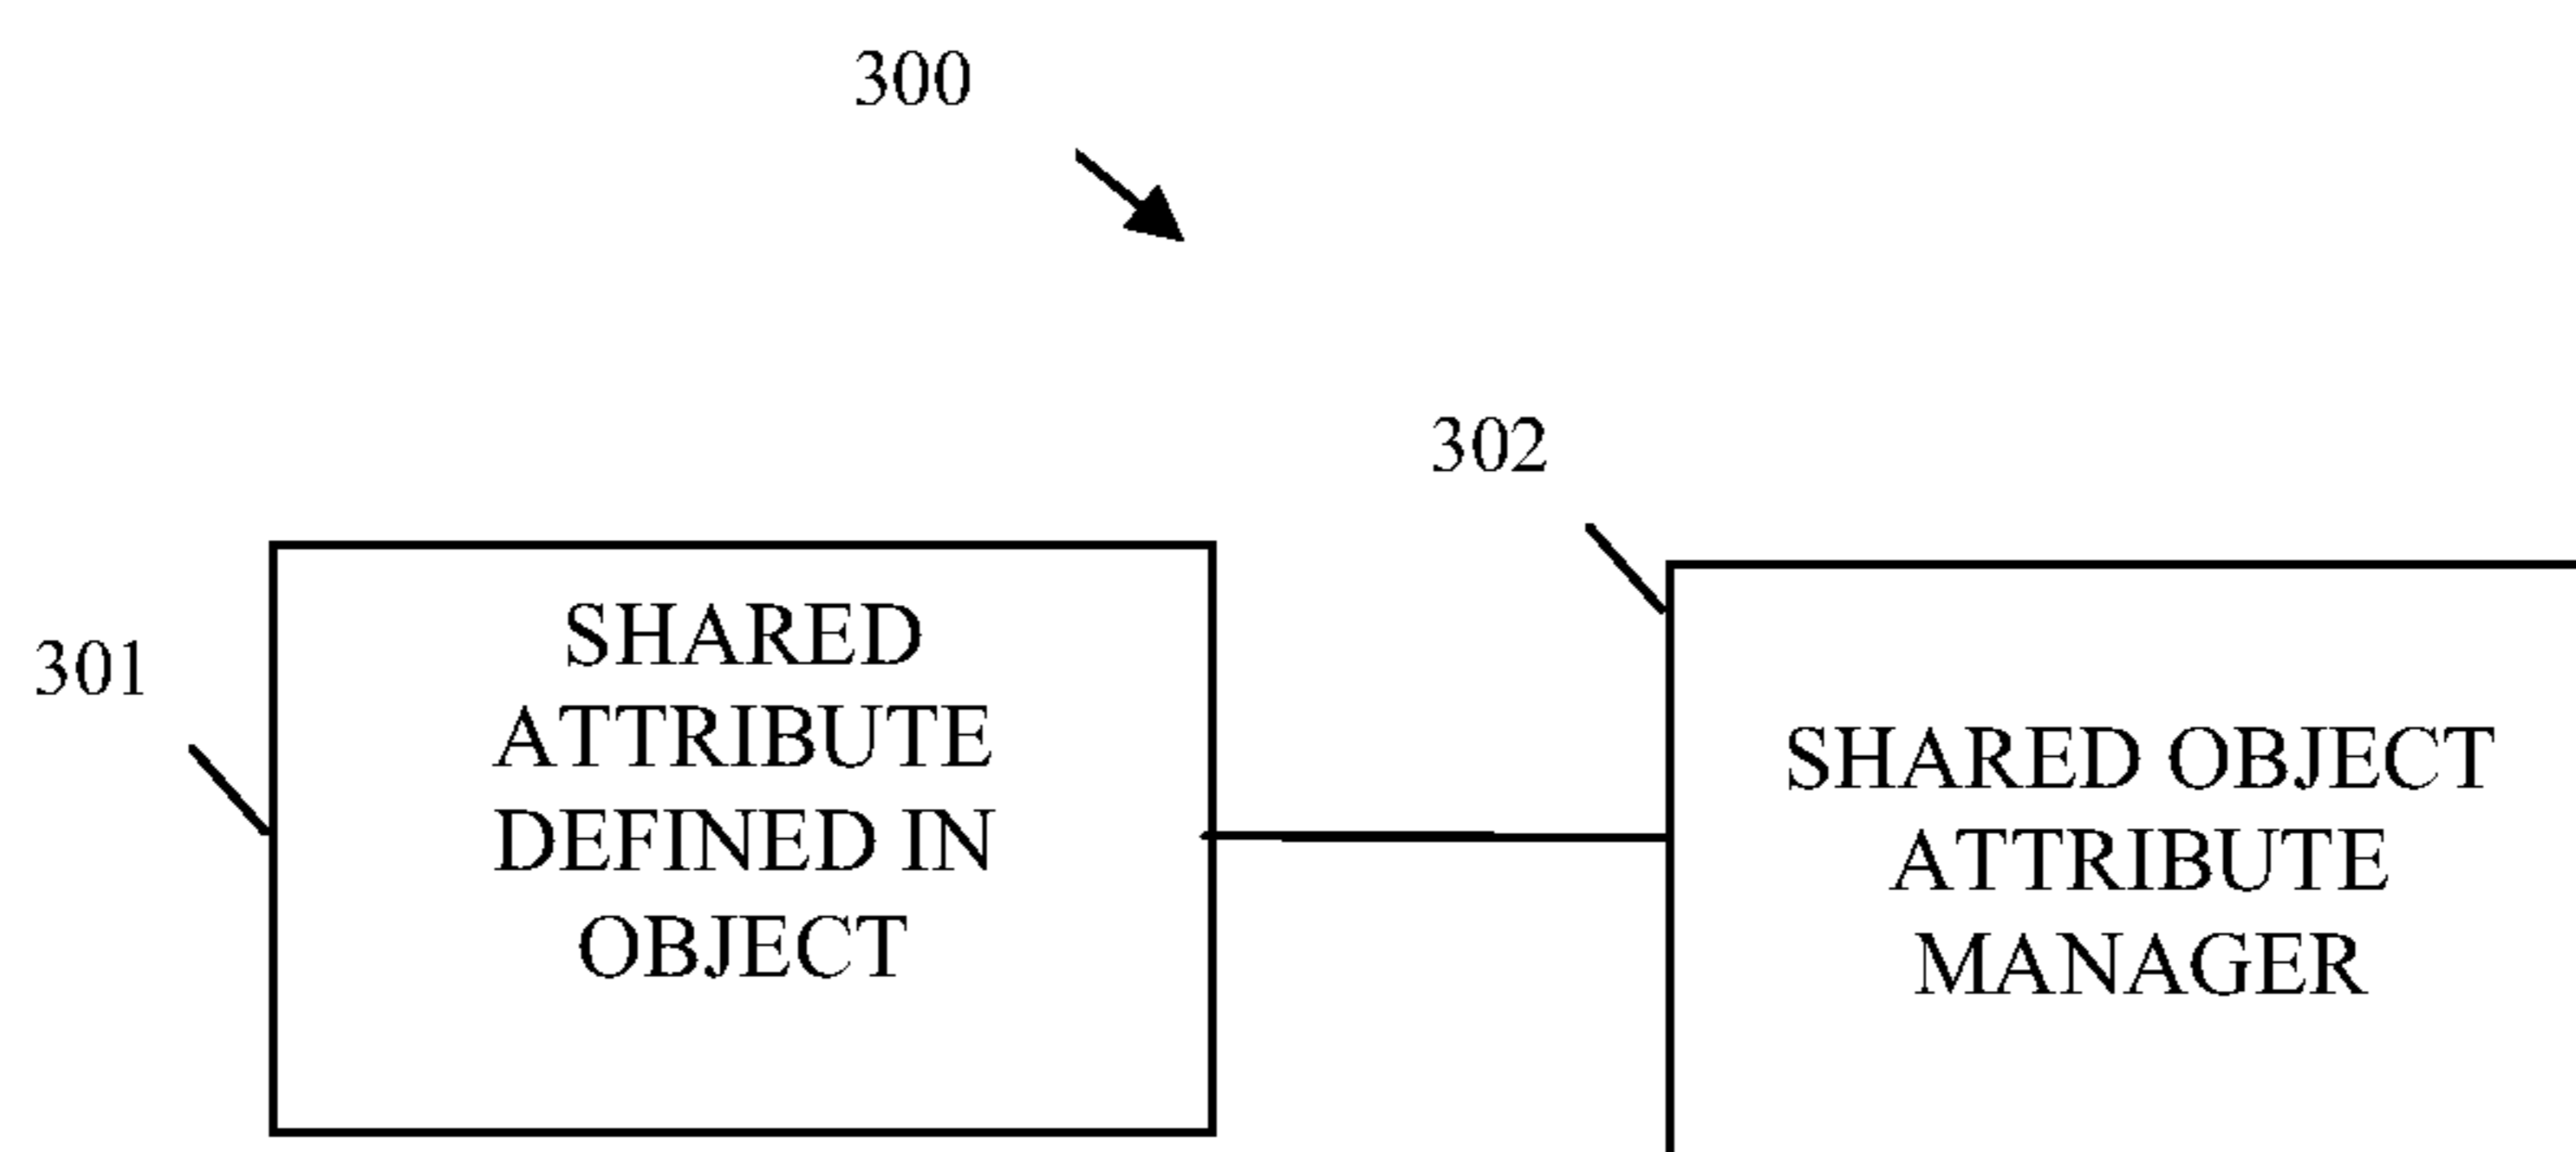 300
302
301
SHARED
ATTRIBUTE
DEFINED IN
OBJECT
SHARED OBJECT
ATTRIBUTE
MANAGER